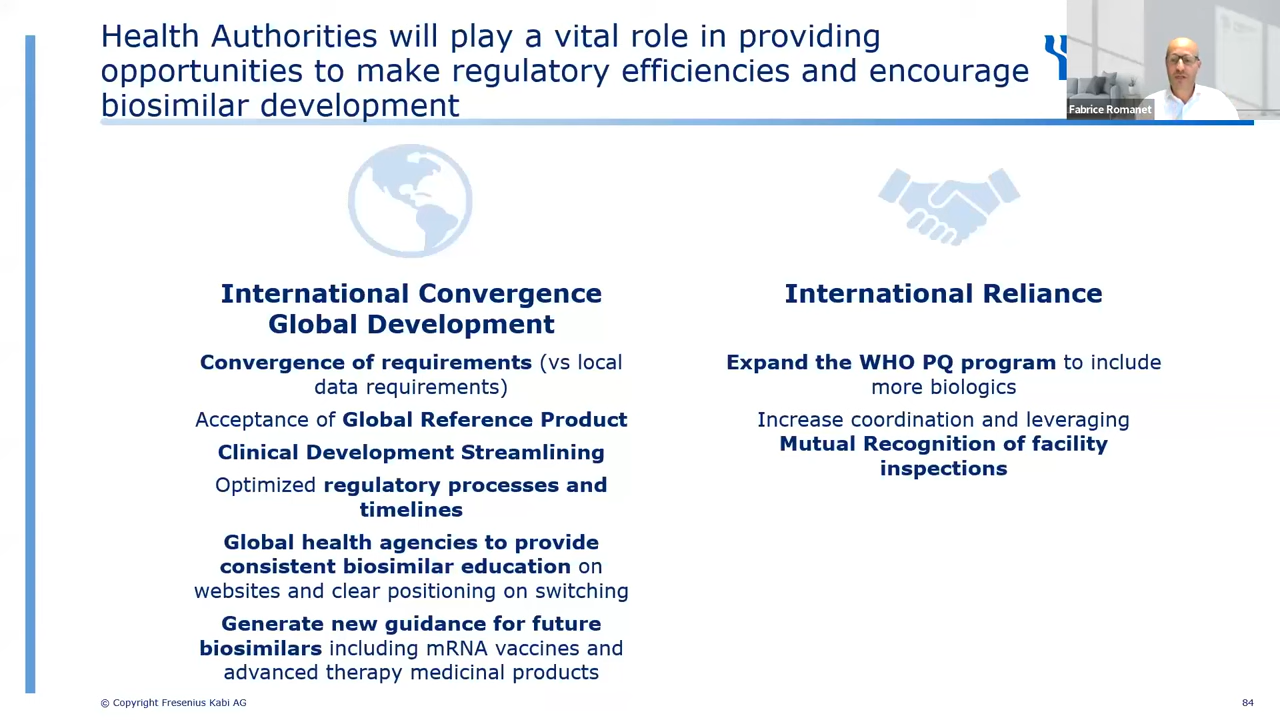 Health Authorities will play a vital role in providing
opportunities to make regulatory efficiencies and encourage
biosimilar development
Fabrice Romanet
International Convergence
Global Development
Convergence of requirements (vs local
data requirements)
Acceptance of Global Reference Product
Clinical Development Streamlining
Optimized regulatory processes and
timelines
Global health agencies to provide
consistent biosimilar education on
websites and clear positioning on switching
Generate new guidance for future
biosimilars including mRNA vaccines and
advanced therapy medicinal products
International Reliance
Expand the WHO PQ program to include
more biologics
Increase coordination and leveraging
Mutual Recognition of facility
inspections
© Copyright Fresenius Kabi AG
84